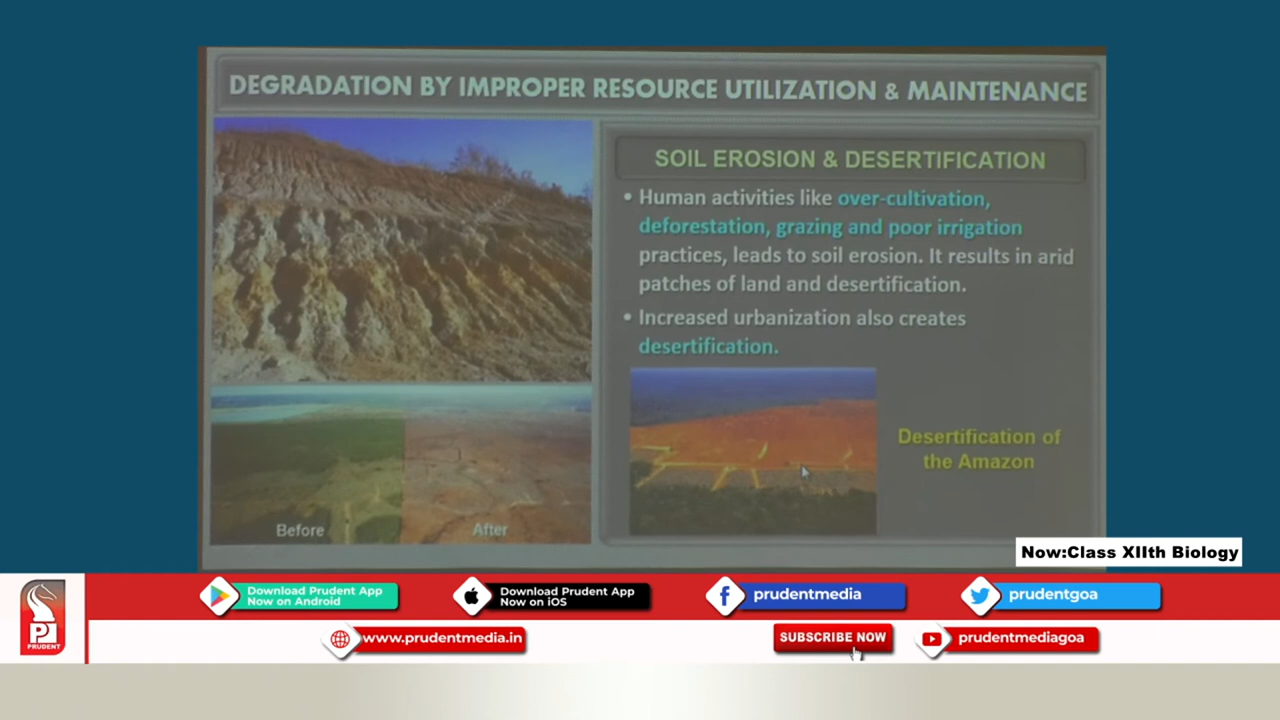 DEGRADATION BY IMPROPER RESOURCE UTILIZATION & MAINTENANCE
SOIL EROSION & DESERTIFICATION
• Human activities like over-cultivation,
deforestation, grazing and poor irrigation
practices, leads to soil erosion. It results in arid
patches of land and desertification.
• Increased urbanization also creates
desertification.
Desertification of
the Amazon
Before
After
Now:Class XIIth Biology
Download Prudent App
Now on Android
Download Prudent App
Now on iOS
prudentmedia
prudentgoa
www.prudentmedia.in
SUBSCRIBE NOW
prudentmediagoa
PRUDENT